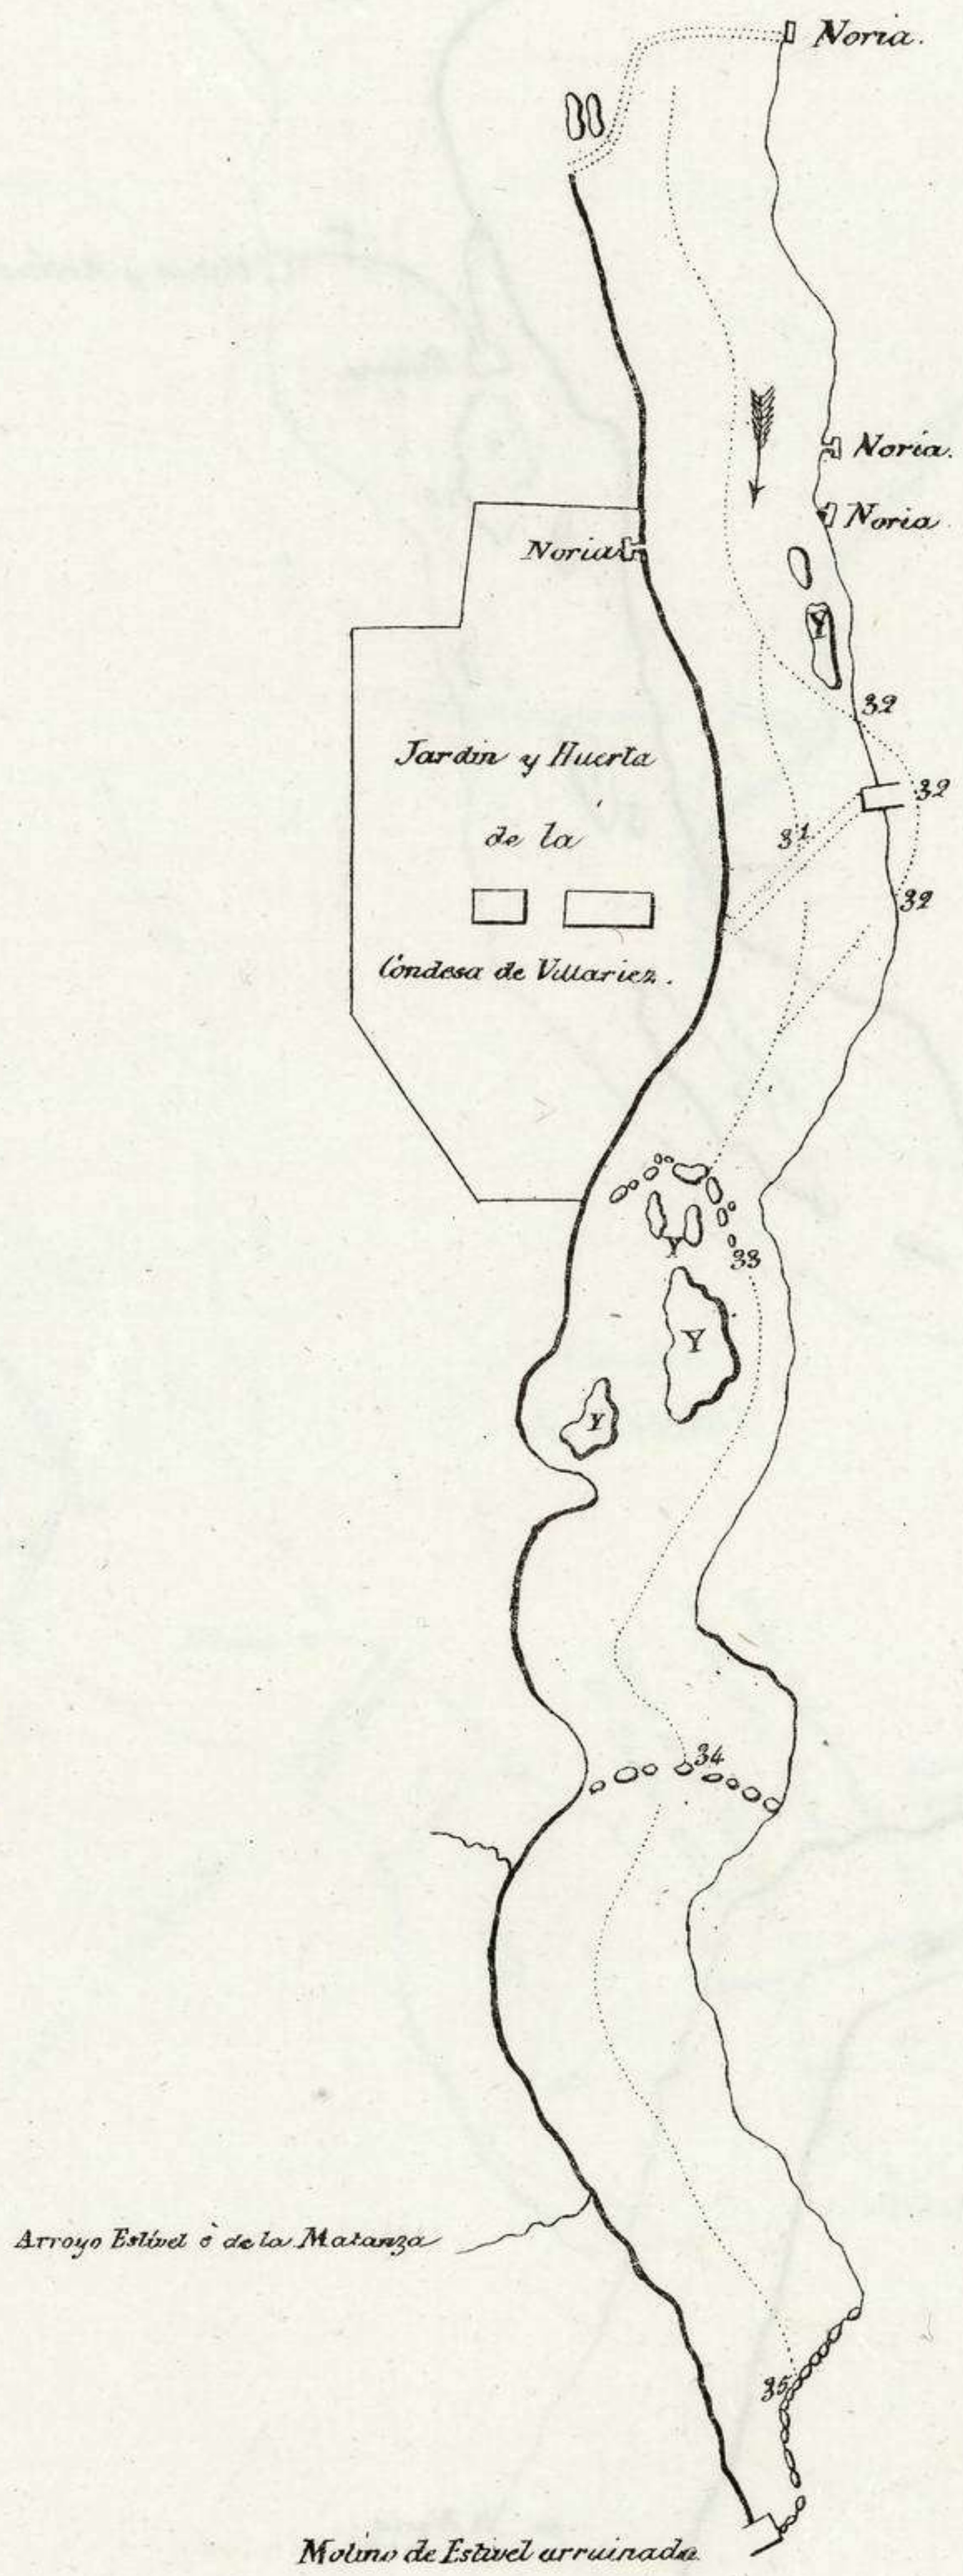 Noria.
Noria.
Noria
Noria
Y
32
Jardin y Huerta
32
de la
31
32
Condesa de Villariez.
Y
33
Y
Y
34
Arroyo Estivel ó de la Matanza
35
Molino de Estivel arruinado